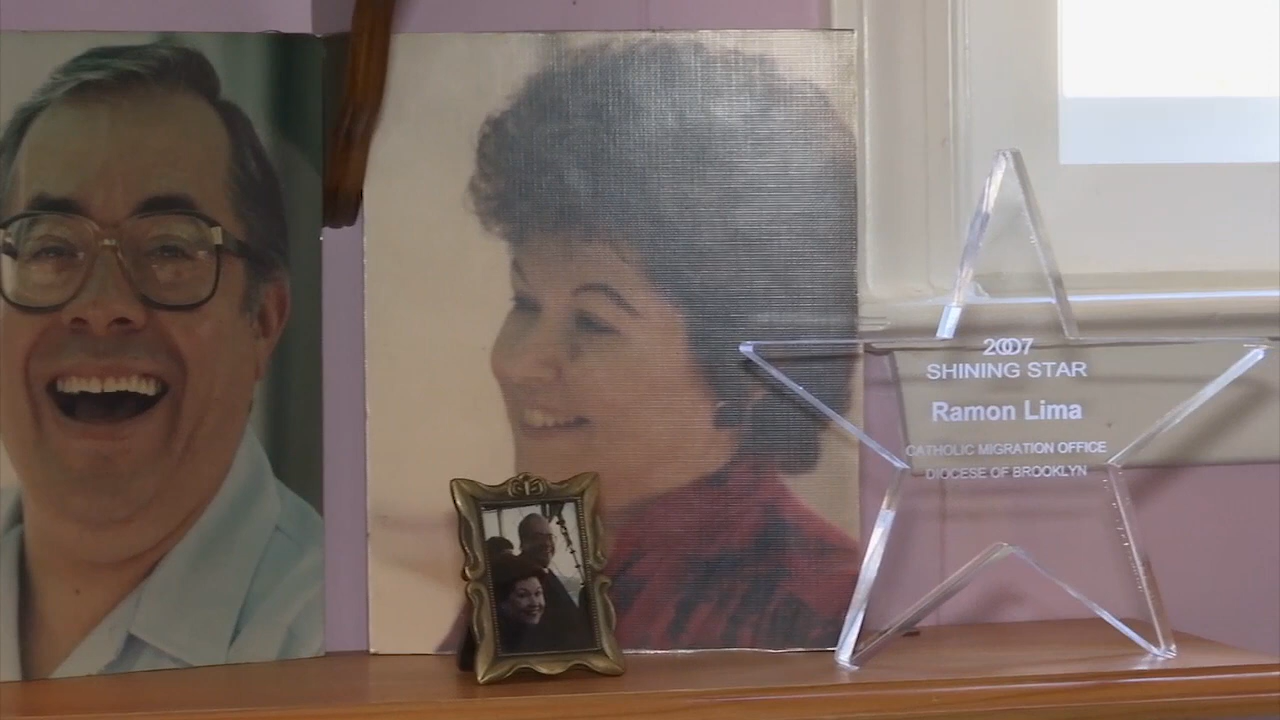 2007
SHINING STAR
Ramon Lima
CATHOLIC MIGRATION OFFICE
DIOCESE OF BROOKLYN